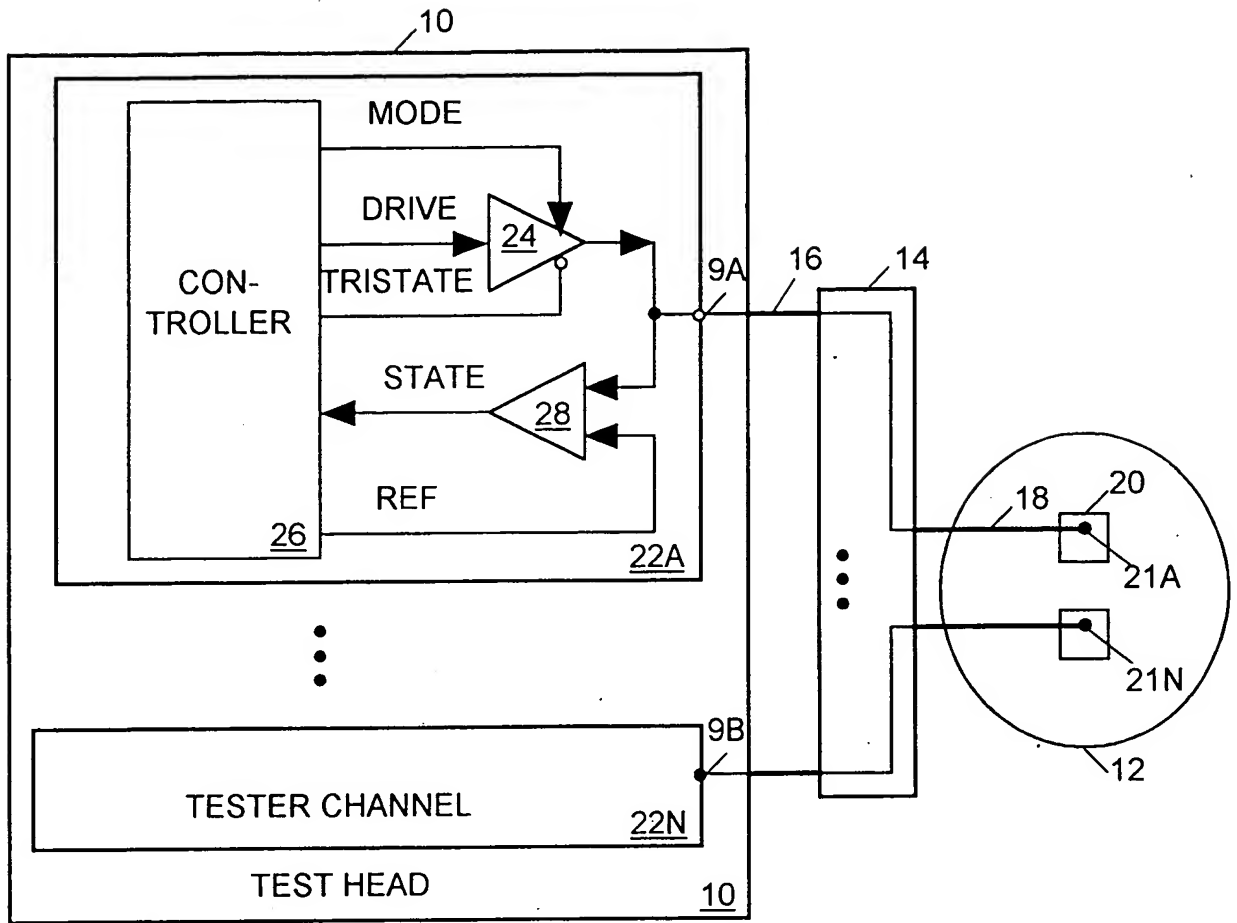 10
MODE
DRIVE
24
9A
16
14
CON-
TROLLER
TRISTATE
STATE
28
18
20
REF
26
22A
21A
21N
9B
12
TESTER CHANNEL
22N
TEST HEAD
10